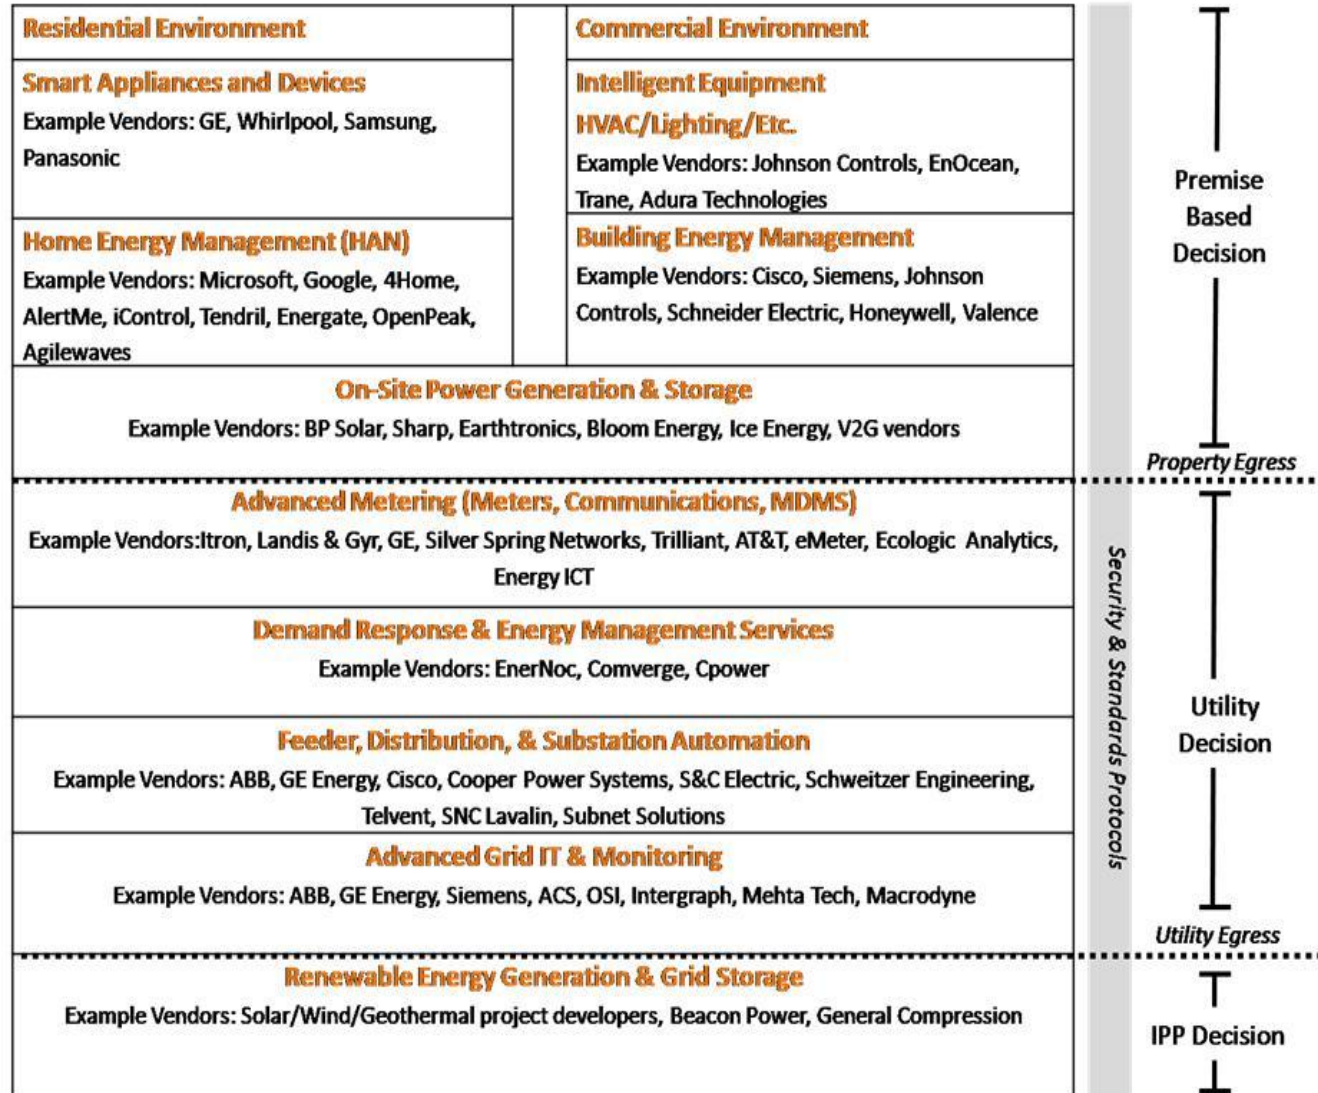 Residential Environment
Smart Appliances and Devices
Example Vendors: GE, Whirlpool, Samsung,
Panasonic
Home Energy Management (HAN)
Example Vendors: Microsoft, Google, 4Home,
AlertMe, iControl, Tendril, Energate, OpenPeak,
Agilewaves
Commercial Environment
Intelligent Equipment
HVAC/Lighting/Etc.
Example Vendors: Johnson Controls, EnOcean,
Trane, Adura Technologies
Building Energy Management
Example Vendors: Cisco, Siemens, Johnson
Controls, Schneider Electric, Honeywell, Valence
On-Site Power Generation & Storage
Example Vendors: BP Solar, Sharp, Earthtronics, Bloom Energy, Ice Energy, V2G vendors
Advanced Metering (Meters, Communications, MDMS)
Example Vendors:Itron, Landis & Gyr, GE, Silver Spring Networks, Trilliant, AT&T, eMeter, Ecologic Analytics,
Energy ICT
Demand Response & Energy Management Services
Example Vendors: EnerNoc, Comverge, Cpower
Feeder, Distribution, & Substation Automation
Example Vendors: ABB, GE Energy, Cisco, Cooper Power Systems, S&C Electric, Schweitzer Engineering,
Telvent, SNC Lavalin, Subnet Solutions
Advanced Grid IT & Monitoring
Example Vendors: ABB, GE Energy, Siemens, ACS, OSI, Intergraph, Mehta Tech, Macrodyne
Renewable Energy Generation & Grid Storage
Example Vendors: Solar/Wind/Geothermal project developers, Beacon Power, General Compression
Security & Standards Protocols
Premise
Based
Decision
Property Egress
Utility
Decision
Utility Egress
IPP Decision